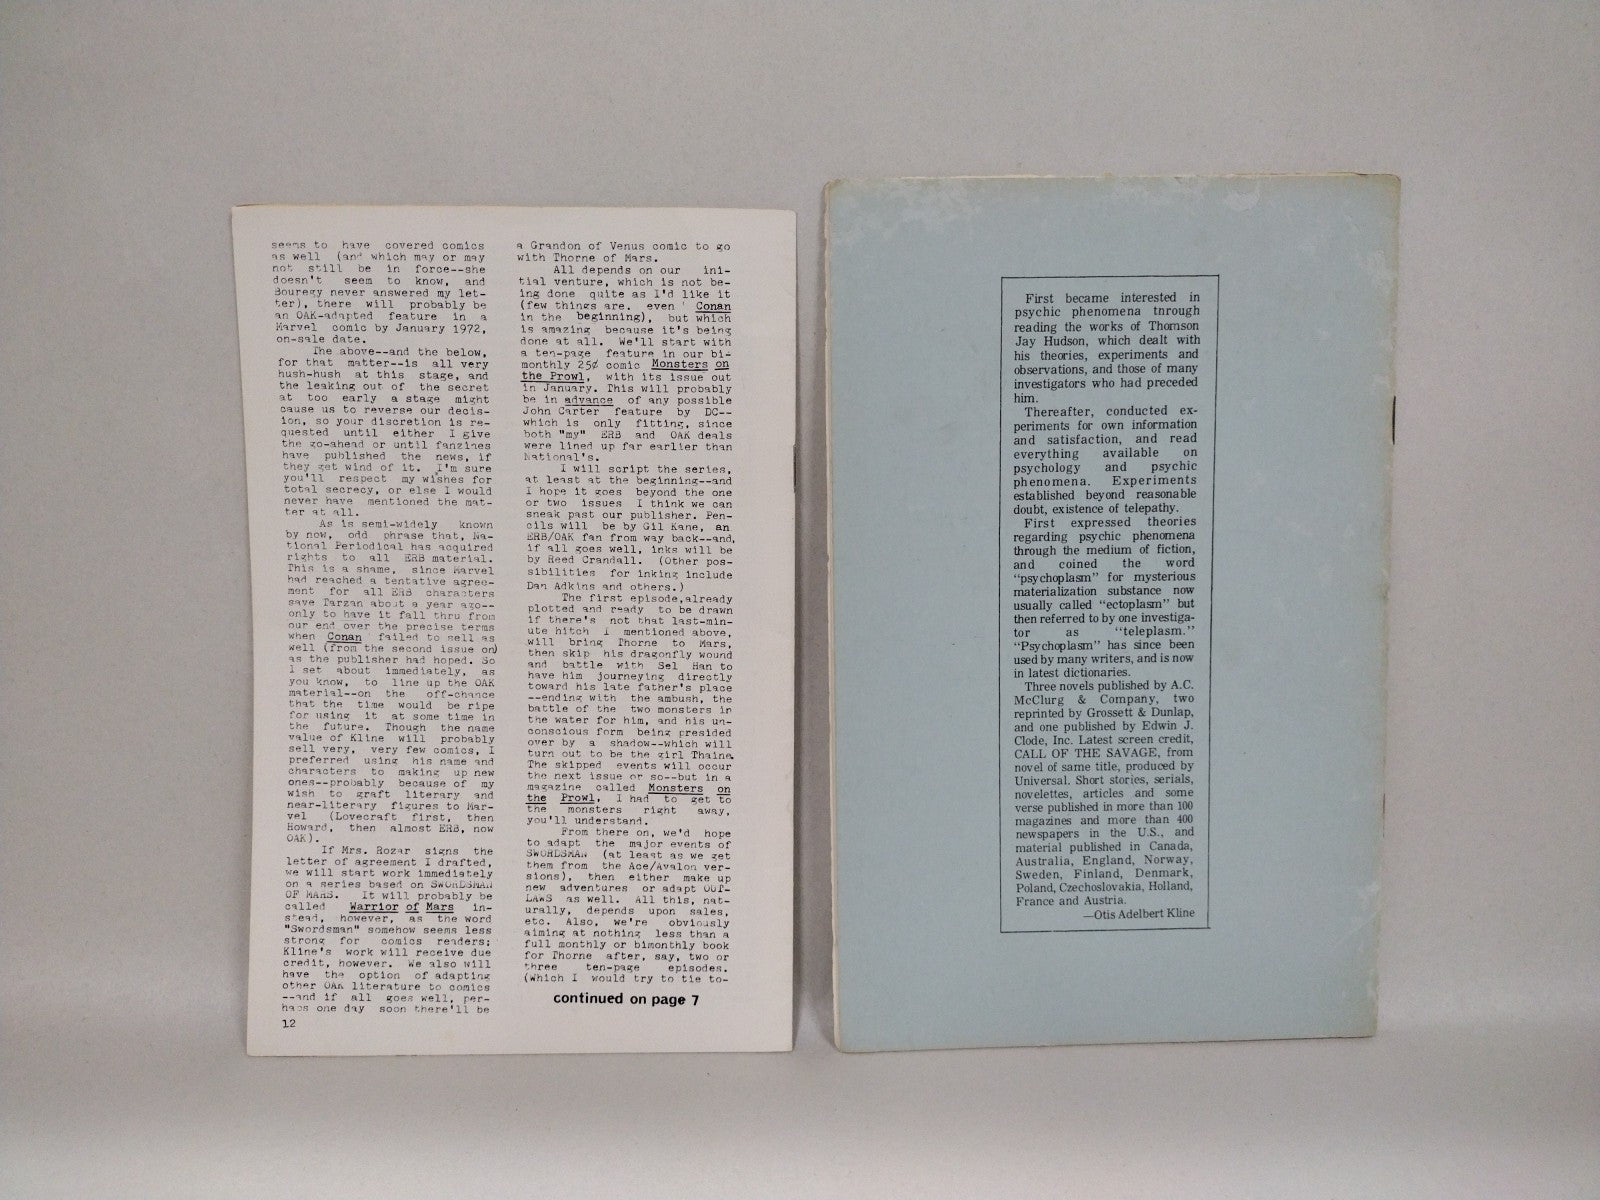 seems to have covered comics
as well (and which may or may
not still be in force--she
doesn't seem to know, and
Bouregy never answered my let-
ter), there will probably be
an OAK-adapted feature in a
Marvel comic by January 1972,
on-sale date.
The above--and the below,
for that matter--is all very
hush-hush at this stage, and
the leaking out of the secret
at too early a stage might
cause us to reverse our decis-
ion, so your discretion is re-
quested until either I give
the go-ahead or until fanzines
have published the news, if
they get wind of it. I'm sure
you'll respect my wishes for
total secrecy, or else I would
never have mentioned the mat-
ter at all.
As is semi-widely known
by now, odd phrase that, Na-
tional Periodical has acquired
rights to all ERB material.
This is a shame, since Marvel
had reached a tentative agree-
ment for all ERB characters
save Tarzan about a year ago--
only to have it fall thru from
our end over the precise terms
when Conan failed to sell as
well (from the second issue on)
as the publisher had hoped. So
I set about immediately, as
you know, to line up the OAK
material--on the off-chance
that the time would be ripe
for using it at some time in
the future. Though the name
value of Kline will probably
sell very, very few comics, I
preferred using his name and
characters to making up new
ones--probably because of my
wish to graft literary and
near-literary figures to Mar-
vel (Lovecraft first, then
Howard, then almost ERB, now
OAK).
If Mrs. Rozar signs the
letter of agreement I drafted,
we will start work immediately
on a series based on SWORDSMAN
OF MARS. It will probably be
called Warrior of Mars in-
stead, however, as the word
"Swordsman" somehow seems less
strong for comics readers;
Kline's work will receive due
credit, however. We also will
have the option of adapting
other OAK literature to comics
--and if all goes well, per-
haps one day soon there'll be
12
a Grandon of Venus comic to go
with Thorne of Mars.
All depends on our ini-
tial venture, which is not be-
ing done quite as I'd like it
(few things are, even Conan
in the beginning), but which
is amazing because it's being
done at all. We'll start with
a ten-page feature in our bi-
monthly 25¢ comic Monsters on
the Prowl, with its issue out
in January. This will probably
be in advance of any possible
John Carter feature by DC--
which is only fitting, since
both "my" ERB and OAK deals
were lined up far earlier than
National's.
I will script the series,
at least at the beginning--and
I hope it goes beyond the one
or two issues I think we can
sneak past our publisher. Pen-
cils will be by Gil Kane, an
ERB/OAK fan from way back--and,
if all goes well, inks will be
by Reed Crandall. (Other pos-
sibilities for inking include
Dan Adkins and others.)
The first episode, already
plotted and ready to be drawn
if there's not that last-min-
ute hitch I mentioned above,
will bring Thorne to Mars,
then skip his dragonfly wound
and battle with Sel Han to
have him journeying directly
toward his late father's place
--ending with the ambush, the
battle of the two monsters in
the water for him, and his un-
conscious form being presided
over by a shadow--which will
turn out to be the girl Thaine.
The skipped events will occur
the next issue or so--but in a
magazine called Monsters on
the Prowl, I had to get to
the monsters right away,
you'll understand.
From there on, we'd hope
to adapt the major events of
SWORDSMAN (at least as we get
them from the Ace/Avalon ver-
sions), then either make up
new adventures or adapt OUT-
LAWS as well. All this, nat-
urally, depends upon sales,
etc. Also, we're obviously
aiming at nothing less than a
full monthly or bimonthly book
for Thorne after, say, two or
three ten-page episodes.
(Which I would try to tie to-
continued on page 7
First became interested in
psychic phenomena through
reading the works of Thomson
Jay Hudson, which dealt with
his theories, experiments and
observations, and those of many
investigators who had preceded
him.
Thereafter, conducted ex-
periments for own information
and satisfaction, and read
everything available on
psychology and psychic
phenomena. Experiments
established beyond reasonable
doubt, existence of telepathy.
First expressed theories
regarding psychic phenomena
through the medium of fiction,
and coined the word
"psychoplasm" for mysterious
materialization substance now
usually called "ectoplasm" but
then referred to by one investiga-
tor as "teleplasm."
"Psychoplasm" has since been
used by many writers, and is now
in latest dictionaries.
Three novels published by A.C.
McClurg & Company, two
reprinted by Grossett & Dunlap,
and one published by Edwin J.
Clode, Inc. Latest screen credit,
CALL OF THE SAVAGE, from
novel of same title, produced by
Universal. Short stories, serials,
novelettes, articles and some
verse published in more than 100
magazines and more than 400
newspapers in the U.S., and
material published in Canada,
Australia, England, Norway,
Sweden, Finland, Denmark,
Poland, Czechoslovakia, Holland,
France and Austria.
—Otis Adelbert Kline